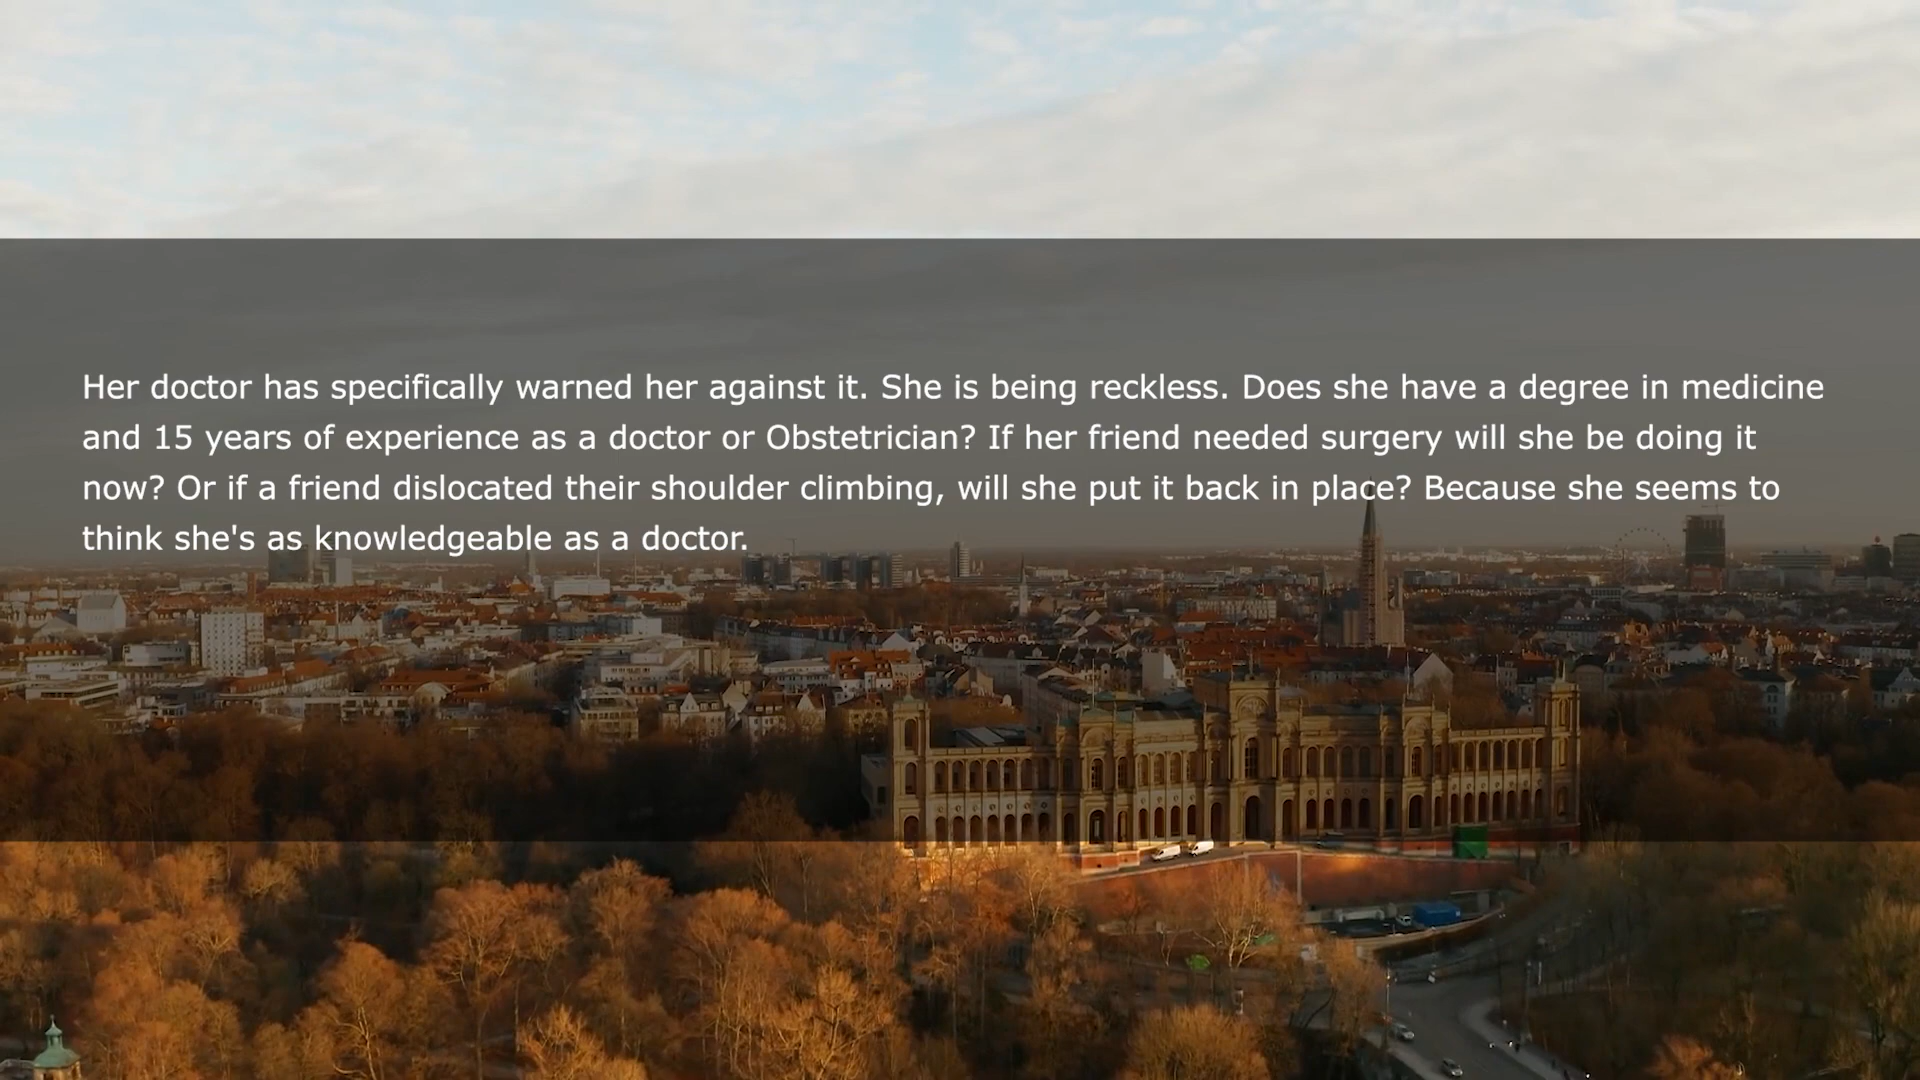 Her doctor has specifically warned her against it. She is being reckless. Does she have a degree in medicine
and 15 years of experience as a doctor or Obstetrician? If her friend needed surgery will she be doing it
now? Or if a friend dislocated their shoulder climbing, will she put it back in place? Because she seems to
think she's as knowledgeable as a doctor.